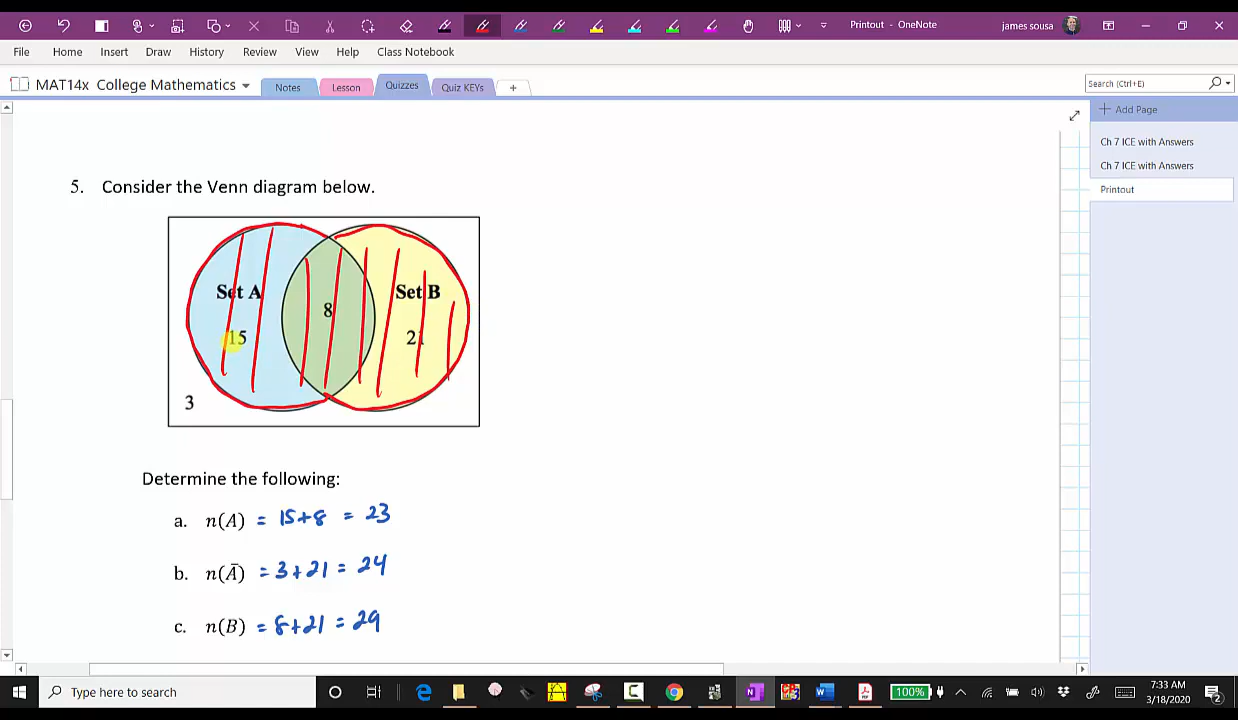 Printout - OneNote
james sousa
File Home Insert Draw History Review View Help Class Notebook
MAT14x College Mathematics Notes Lesson Quizzes Quiz KEYs +
Search (Ctrl+E)
Add Page
Ch 7 ICE with Answers
Ch 7 ICE with Answers
Printout
5. Consider the Venn diagram below.
Set A Set B
8
15 21
3
Determine the following:
a. n(A) = 15+8 = 23
b. n(Ā) = 3+21 = 24
c. n(B) = 8+21 = 29
Type here to search
100%
7:33 AM
3/18/2020
2